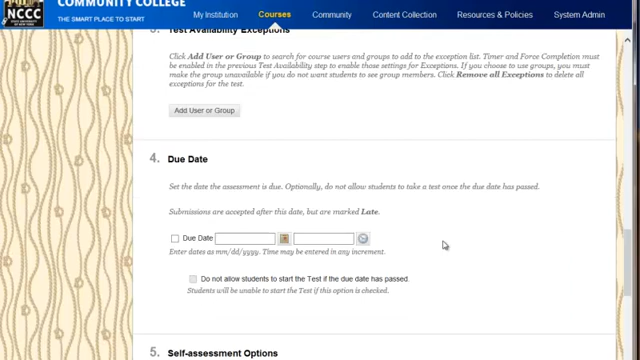 COMMUNITY COLLEGE
NCCC
THE SMART PLACE TO START
My Institution
Courses
Community
Content Collection
Resources & Policies
System Admin
3. Test Availability Exceptions
Click Add User or Group to search for course users and groups to add to the exception list. Timer and Force Completion must
be enabled in the previous Test Availability step to enable those settings for Exceptions. If you choose to use groups, you must
make the group unavailable if you do not want students to see group members. Click Remove all Exceptions to delete all
exceptions for the test.
Add User or Group
4. Due Date
Set the date the assessment is due. Optionally, do not allow students to take a test once the due date has passed.
Submissions are accepted after this date, but are marked Late.
Due Date
Enter dates as mm/dd/yyyy. Time may be entered in any increment.
Do not allow students to start the Test if the due date has passed.
Students will be unable to start the Test if this option is checked.
5. Self-assessment Options